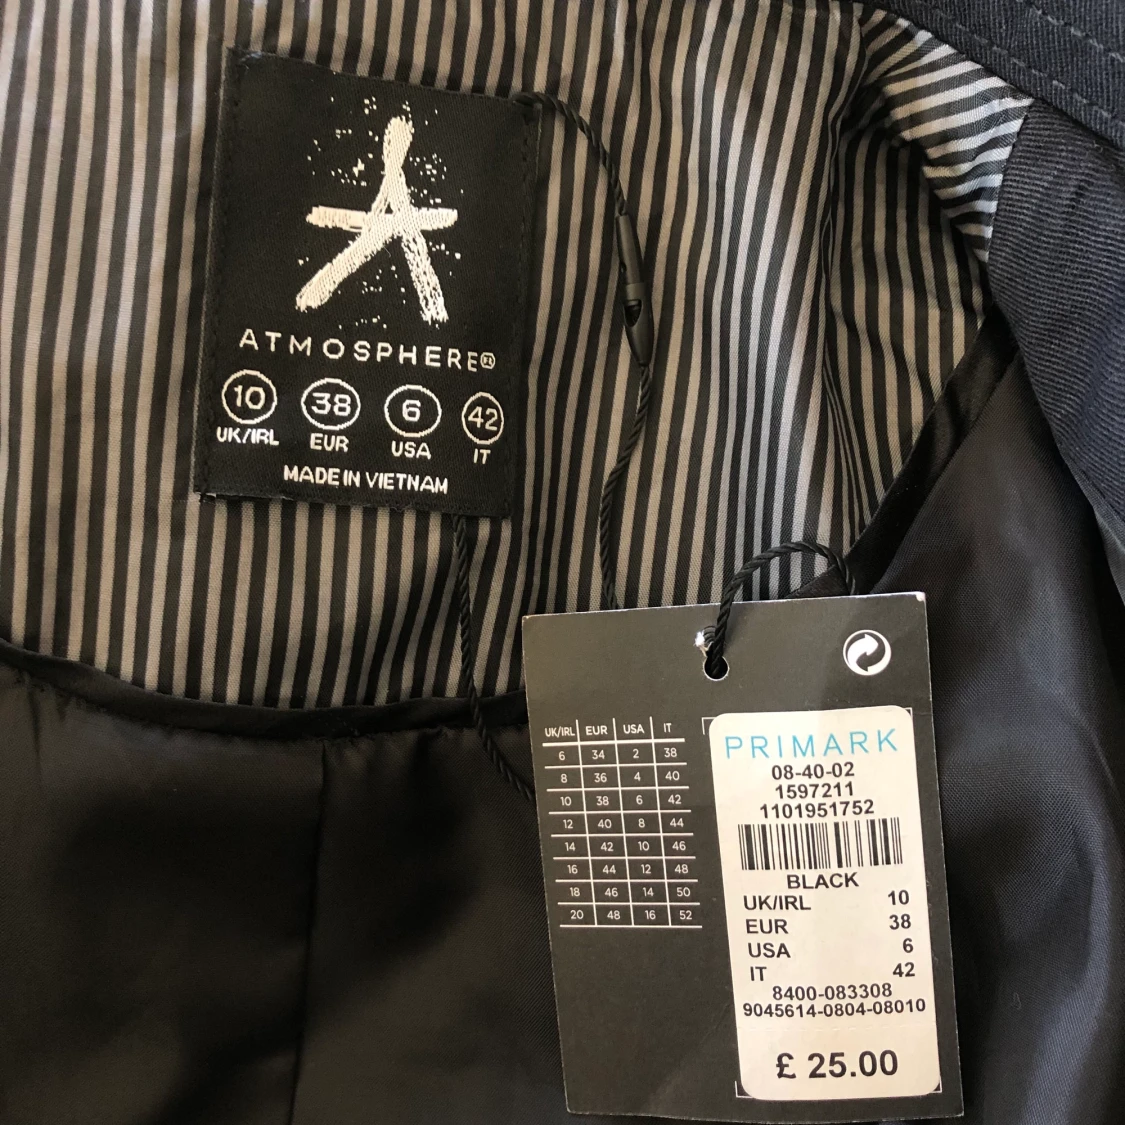 ATMOSPHERE®
10 38 6 42
UK/IRL EUR USA IT
MADE IN VIETNAM
UK/IRL EUR USA IT
6 34 2 38
8 36 4 40
10 38 6 42
12 40 8 44
14 42 10 46
16 44 12 48
18 46 14 50
20 48 16 52
PRIMARK
08-40-02
1597211
1101951752
BLACK
UK/IRL 10
EUR 38
USA 6
IT 42
8400-083308
9045614-0804-08010
£ 25.00